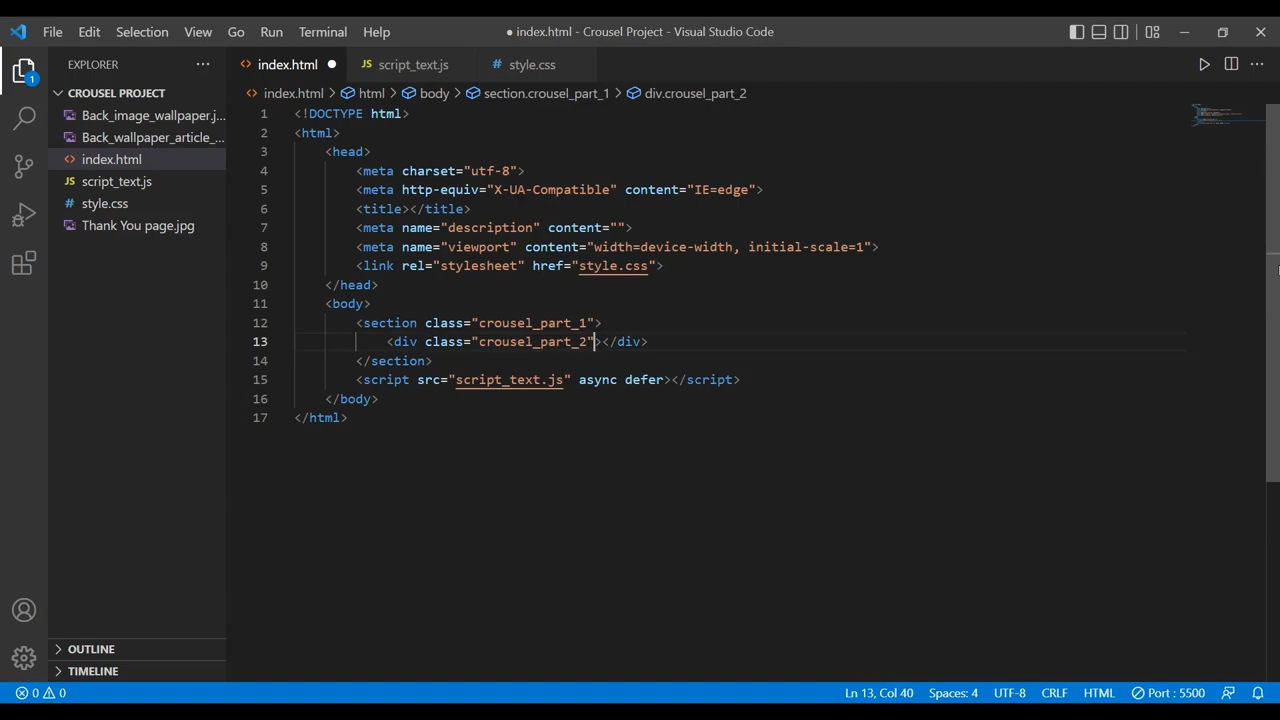 File Edit Selection View Go Run Terminal Help ● index.html - Crousel Project - Visual Studio Code
EXPLORER ···
index.html ●
JS script_text.js
# style.css
CROUSEL PROJECT
Back_image_wallpaper.j...
Back_wallpaper_article_...
index.html
JS script_text.js
# style.css
Thank You page.jpg
OUTLINE
TIMELINE
1
index.html > html > body > section.crousel_part_1 > div.crousel_part_2
1 <!DOCTYPE html>
2 <html>
3 <head>
4 <meta charset="utf-8">
5 <meta http-equiv="X-UA-Compatible" content="IE=edge">
6 <title></title>
7 <meta name="description" content="">
8 <meta name="viewport" content="width=device-width, initial-scale=1">
9 <link rel="stylesheet" href="style.css">
10 </head>
11 <body>
12 <section class="crousel_part_1">
13 <div class="crousel_part_2"></div>
14 </section>
15 <script src="script_text.js" async defer></script>
16 </body>
17 </html>
0 0 Ln 13, Col 40 Spaces: 4 UTF-8 CRLF HTML Port : 5500